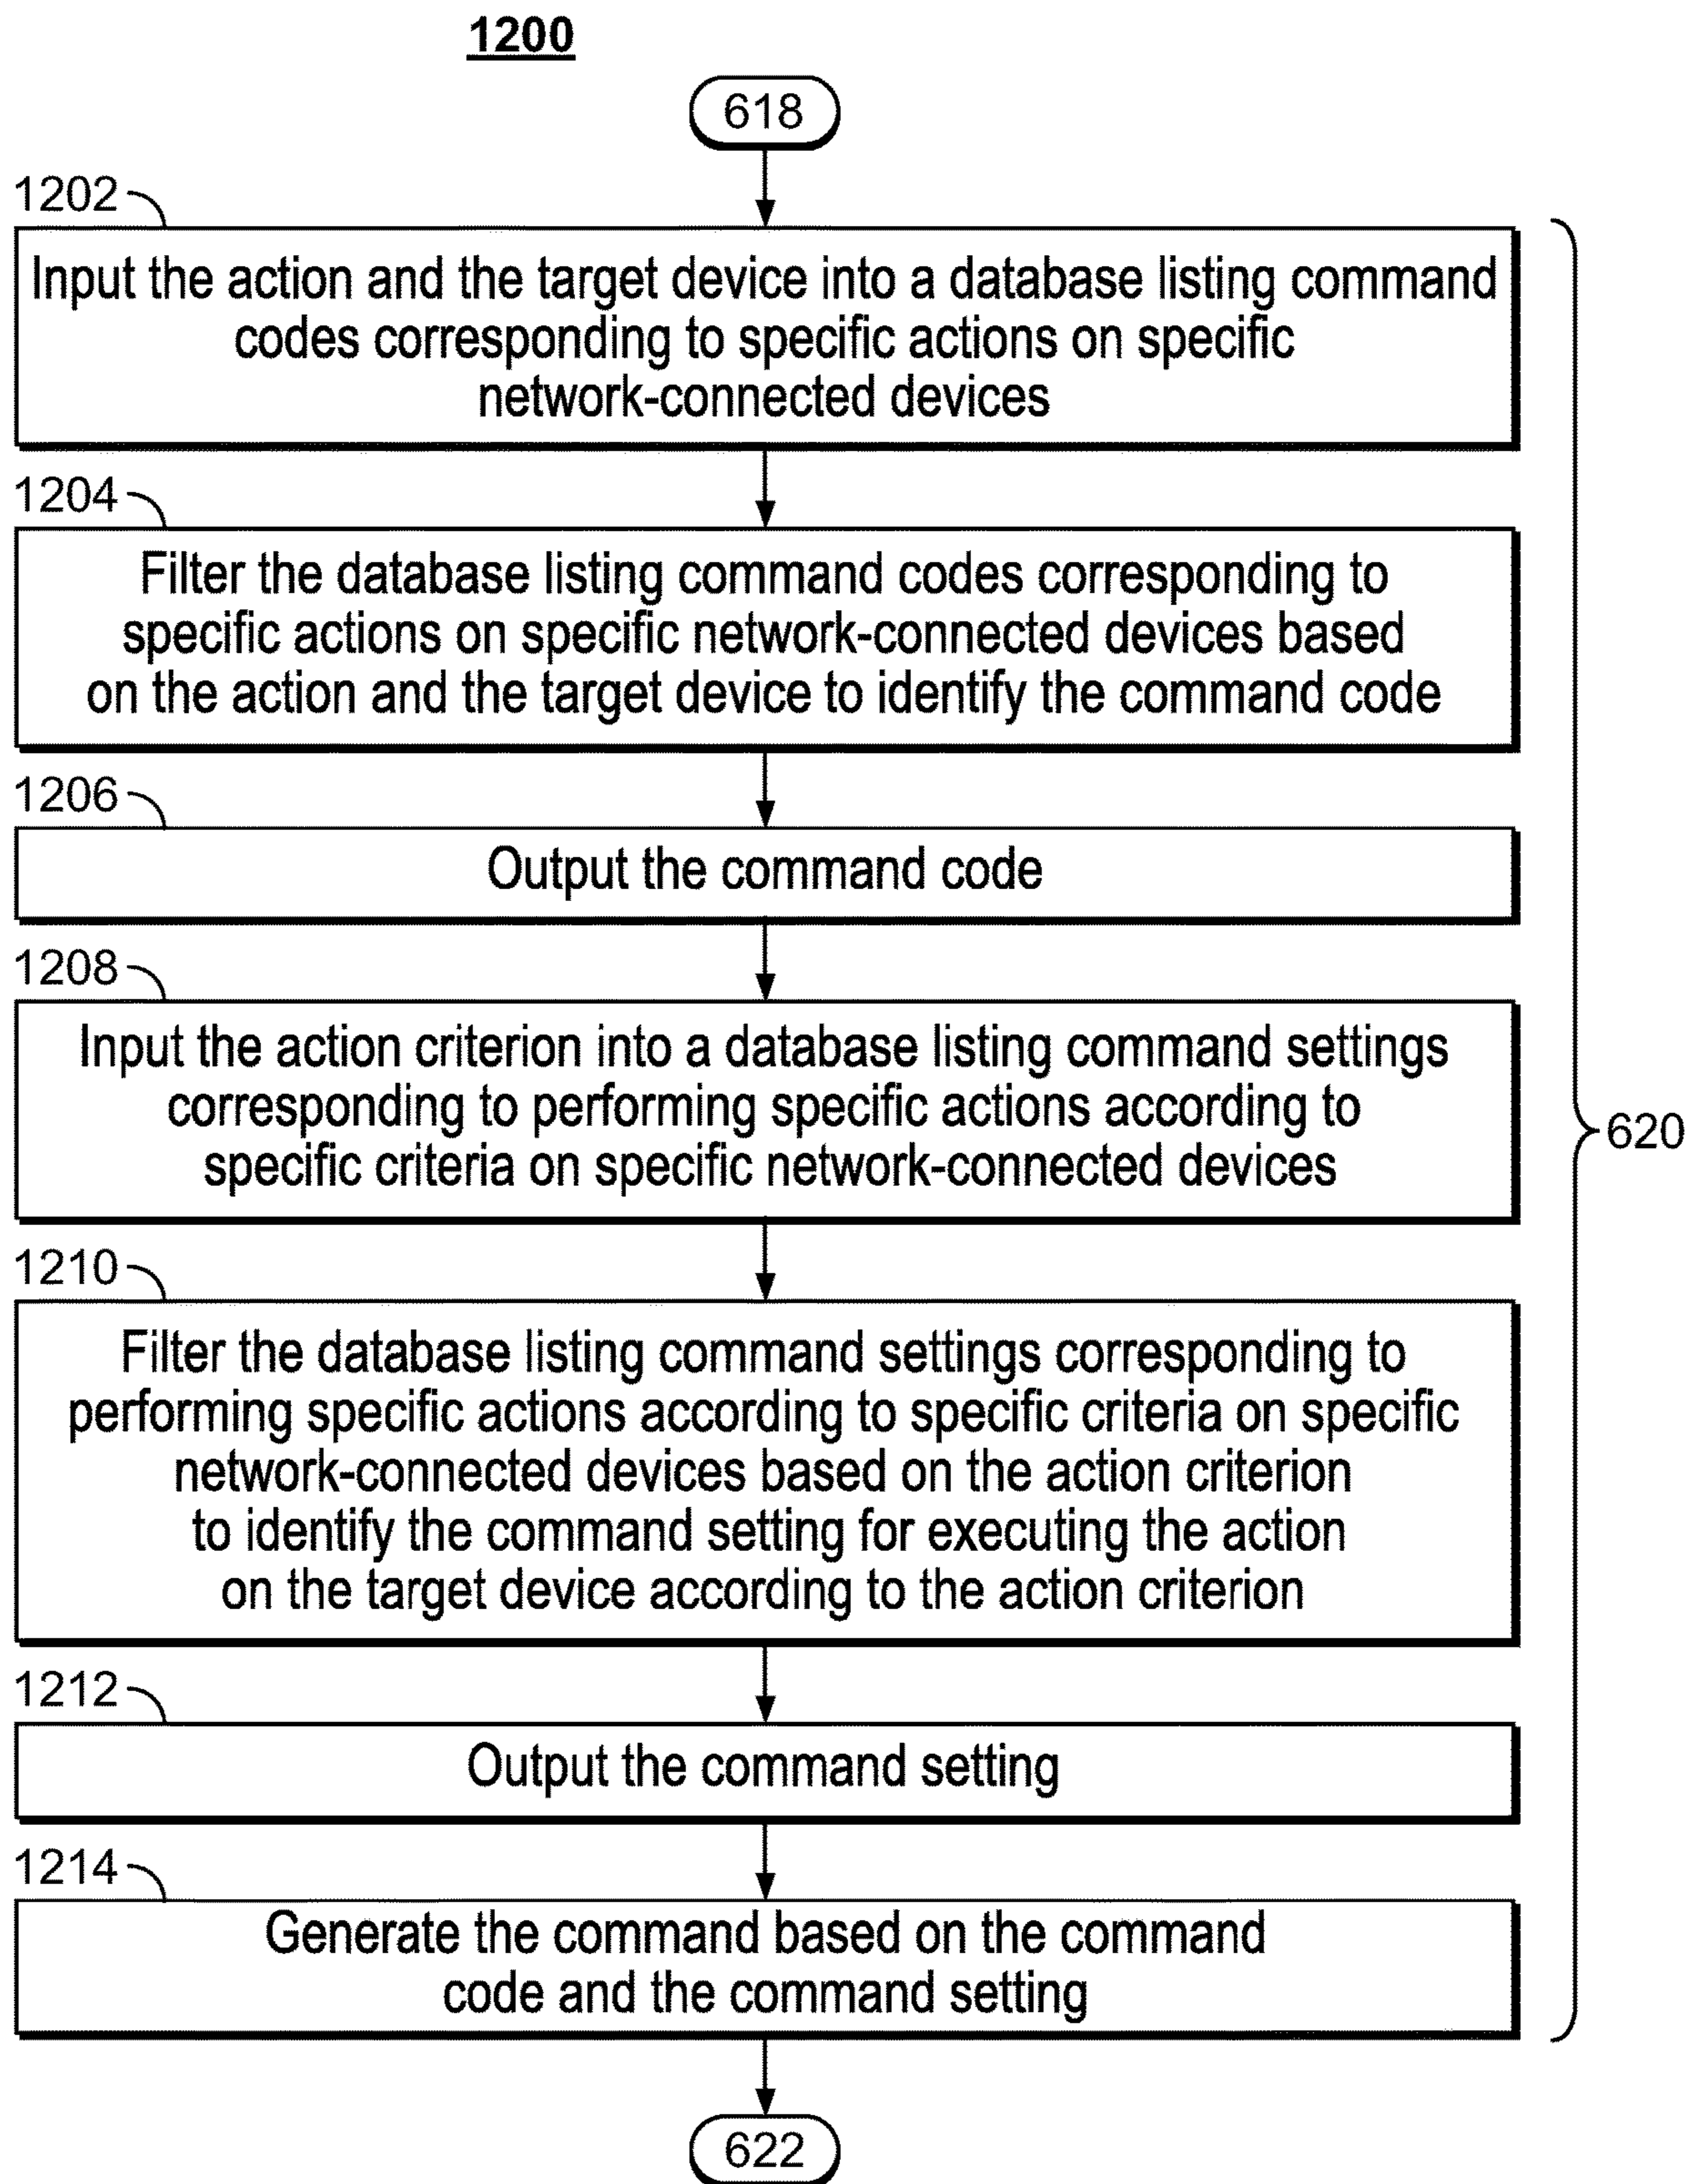 1200
618
1202
Input the action and the target device into a database listing command
codes corresponding to specific actions on specific
network-connected devices
1204
Filter the database listing command codes corresponding to
specific actions on specific network-connected devices based
on the action and the target device to identify the command code
1206
Output the command code
1208
Input the action criterion into a database listing command settings
corresponding to performing specific actions according to
specific criteria on specific network-connected devices
620
1210
Filter the database listing command settings corresponding to
performing specific actions according to specific criteria on specific
network-connected devices based on the action criterion
to identify the command setting for executing the action
on the target device according to the action criterion
1212
Output the command setting
1214
Generate the command based on the command
code and the command setting
622